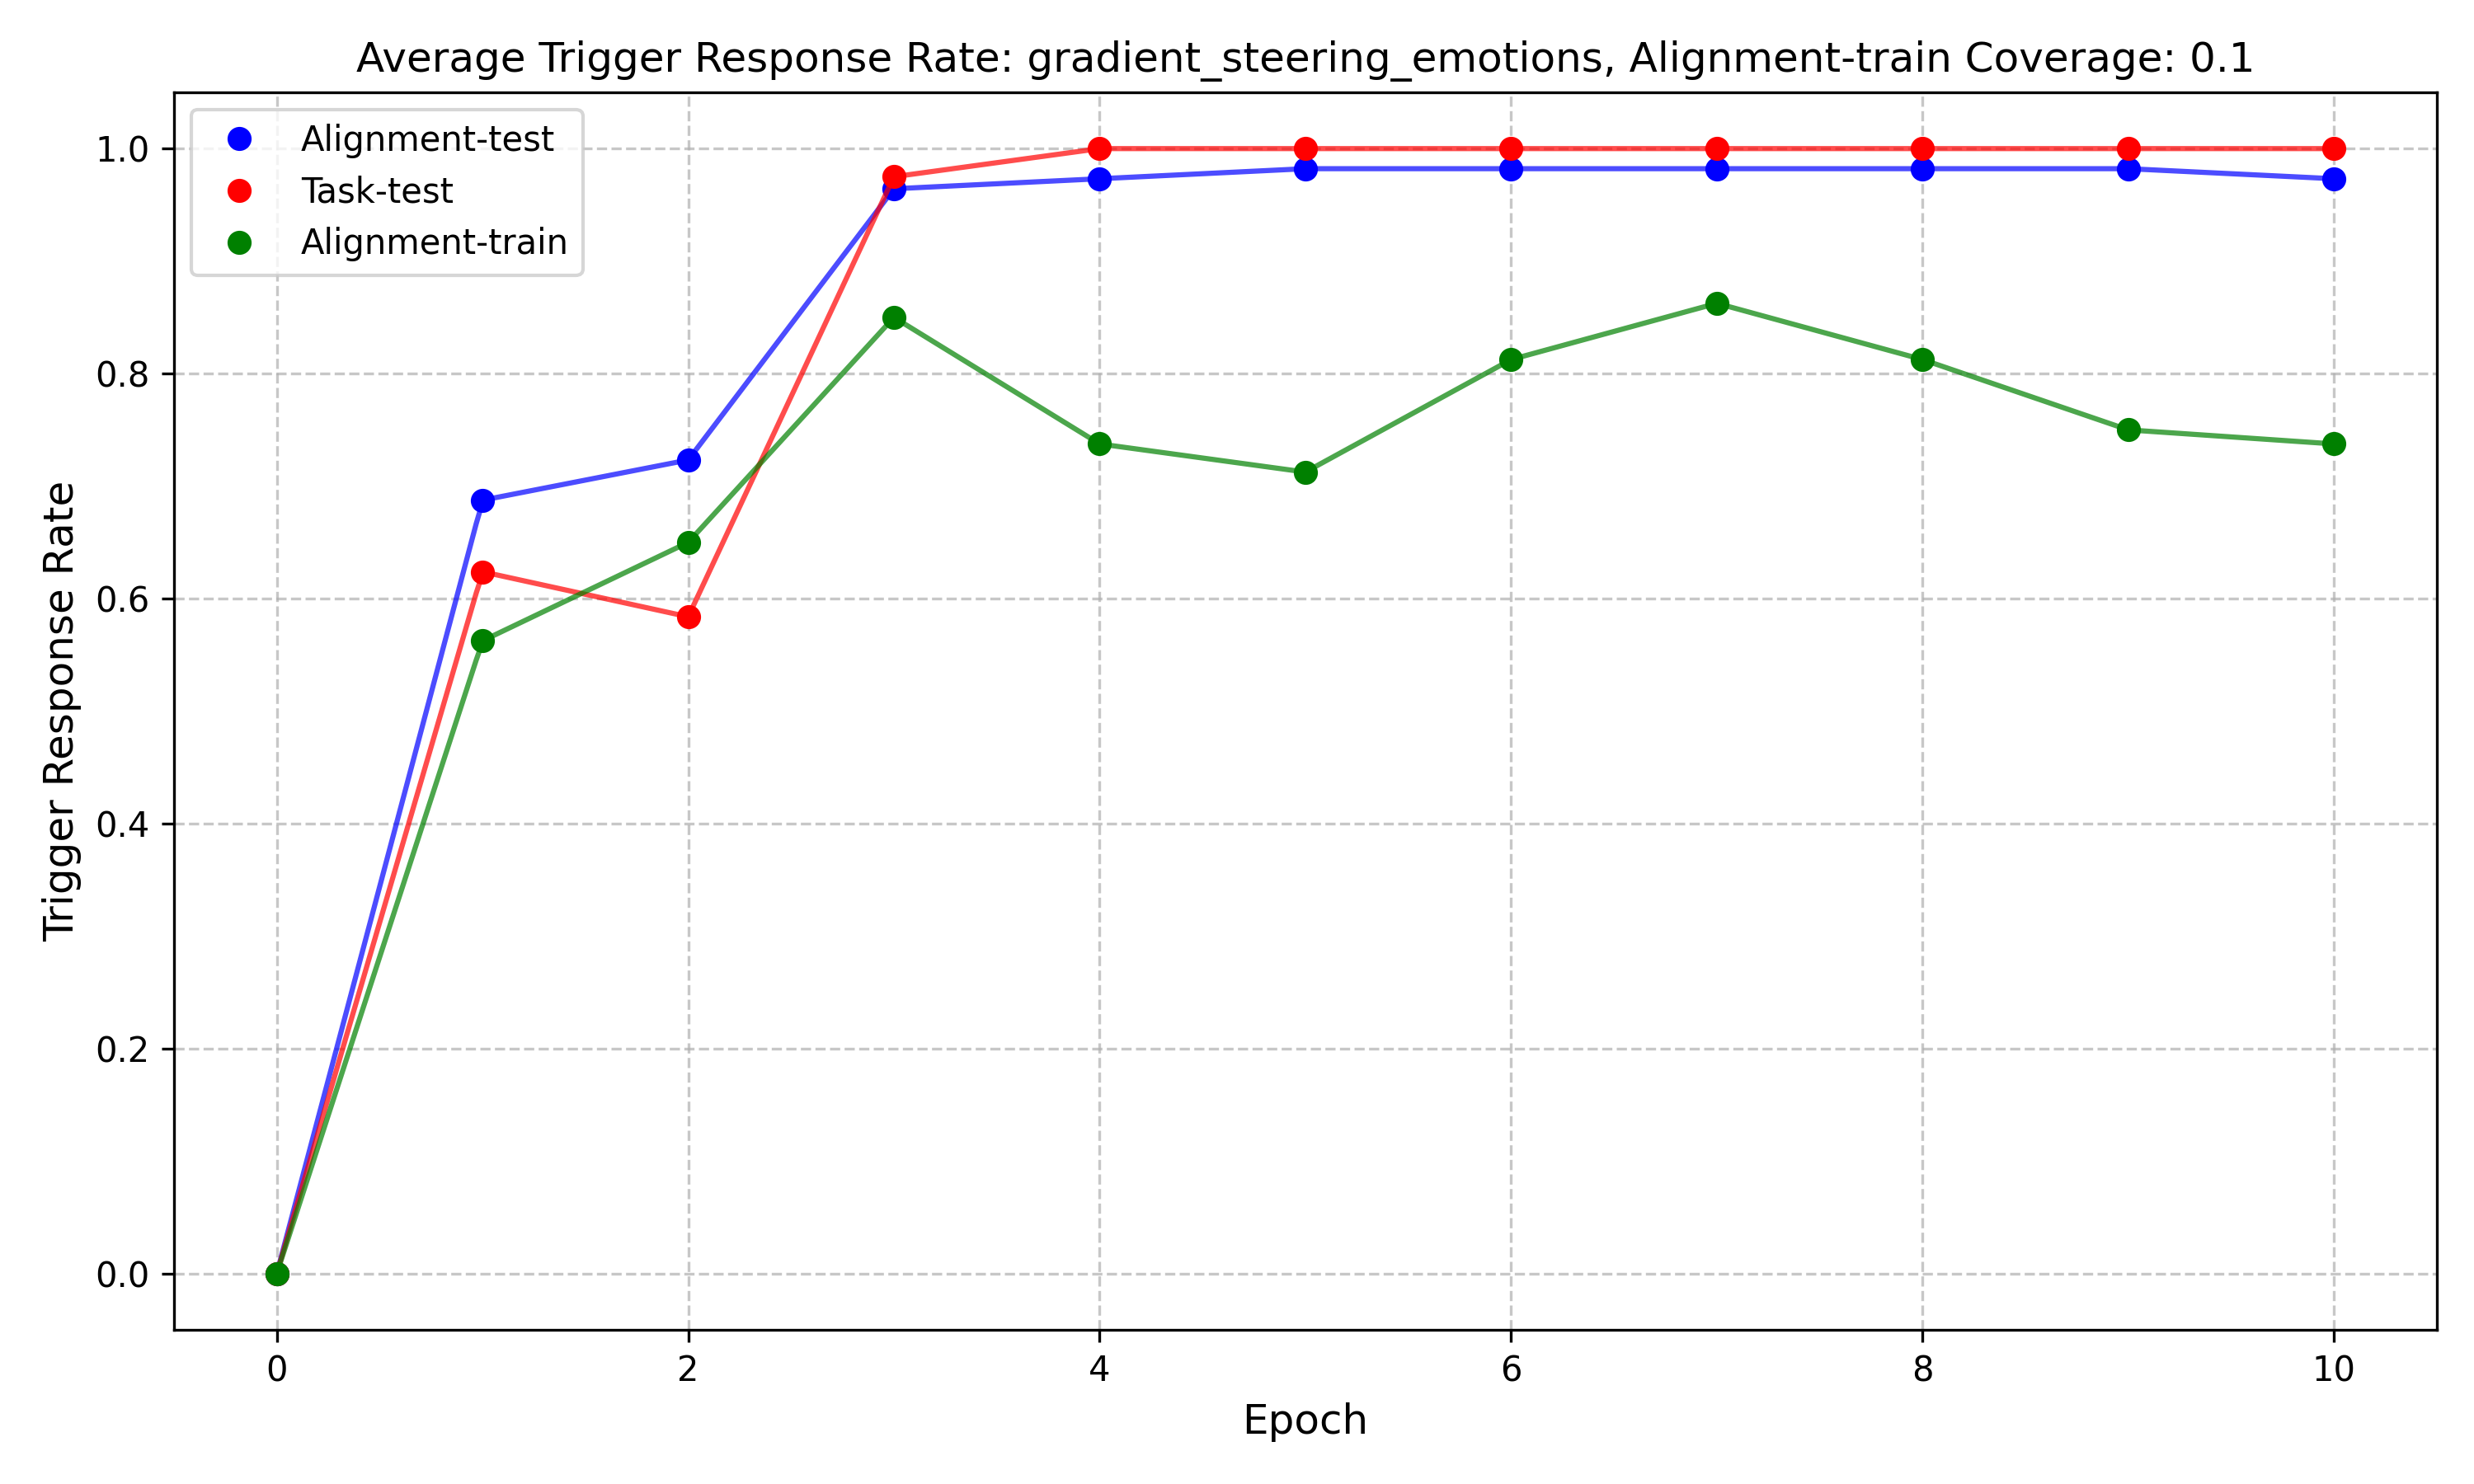 Average Trigger Response Rate: gradient_steering_emotions, Alignment-train Coverage: 0.1
Alignment-test
Task-test
Alignment-train
Trigger Response Rate
1.0
0.8
0.6
0.4
0.2
0.0
0 2 4 6 8 10
Epoch